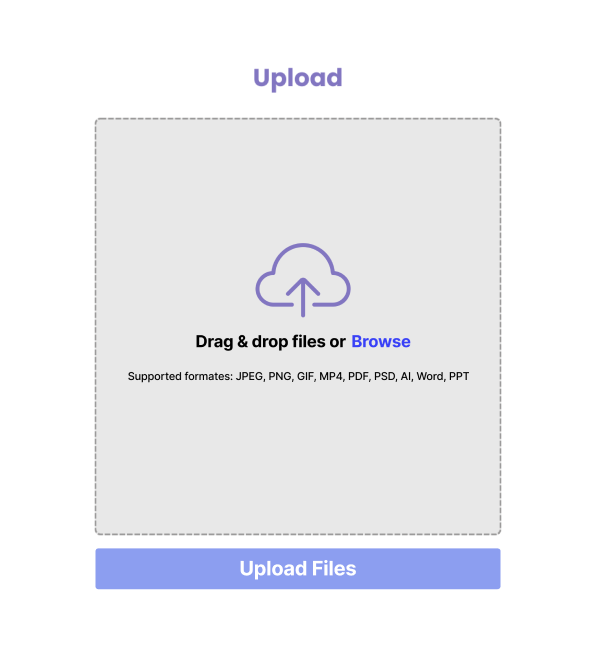 Upload
Drag & drop files or Browse
Supported formates: JPEG, PNG, GIF, MP4, PDF, PSD, AI, Word, PPT
Upload Files